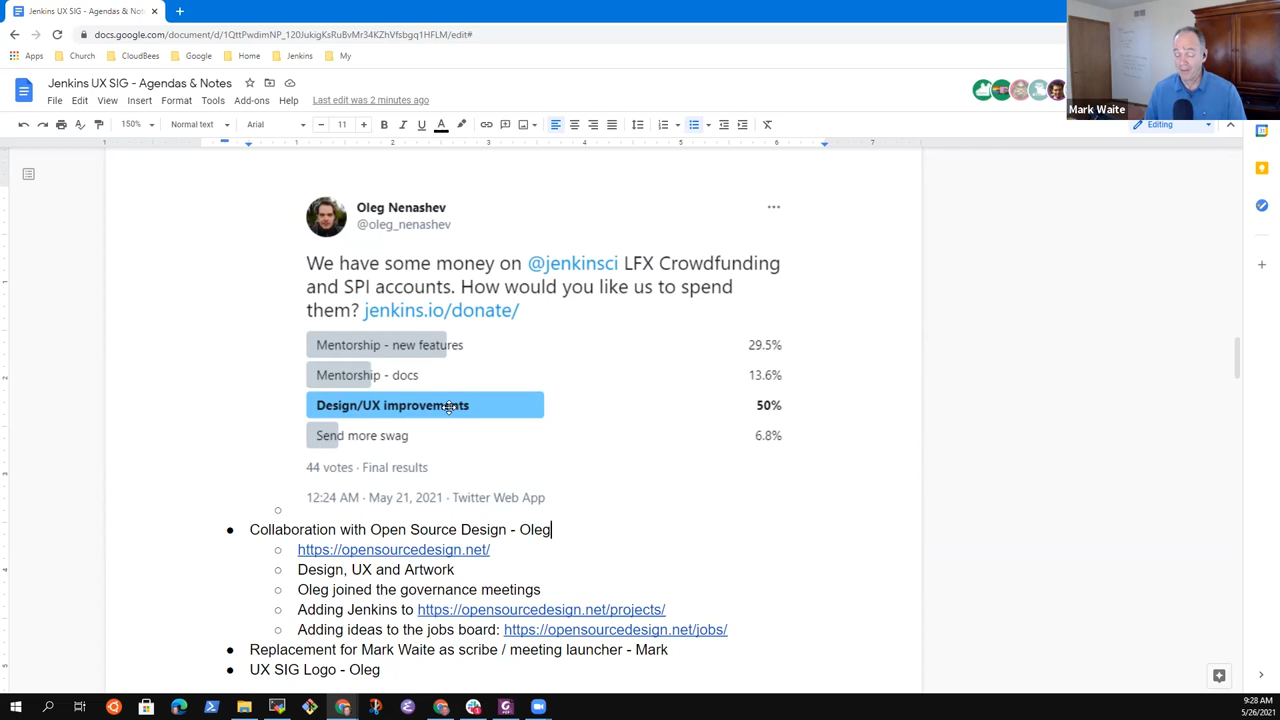 Jenkins UX SIG - Agendas & Notes
docs.google.com/document/d/1QttPwdimNP_120JukigKsRuBvMr34KZhVfsbgq1HFLM/edit#
Apps Church CloudBees Google Home Jenkins My
Jenkins UX SIG - Agendas & Notes
File Edit View Insert Format Tools Add-ons Help Last edit was 2 minutes ago
Mark Waite
150% Normal text Arial 11 Editing
1 1 2 3 4 5 6 7
Oleg Nenashev
@oleg_nenashev
We have some money on @jenkinsci LFX Crowdfunding
and SPI accounts. How would you like us to spend
them? jenkins.io/donate/
Mentorship - new features 29.5%
Mentorship - docs 13.6%
Design/UX improvements 50%
Send more swag 6.8%
44 votes · Final results
12:24 AM · May 21, 2021 · Twitter Web App
Collaboration with Open Source Design - Oleg
https://opensourcedesign.net/
Design, UX and Artwork
Oleg joined the governance meetings
Adding Jenkins to https://opensourcedesign.net/projects/
Adding ideas to the jobs board: https://opensourcedesign.net/jobs/
Replacement for Mark Waite as scribe / meeting launcher - Mark
UX SIG Logo - Oleg
9:28 AM
5/26/2021